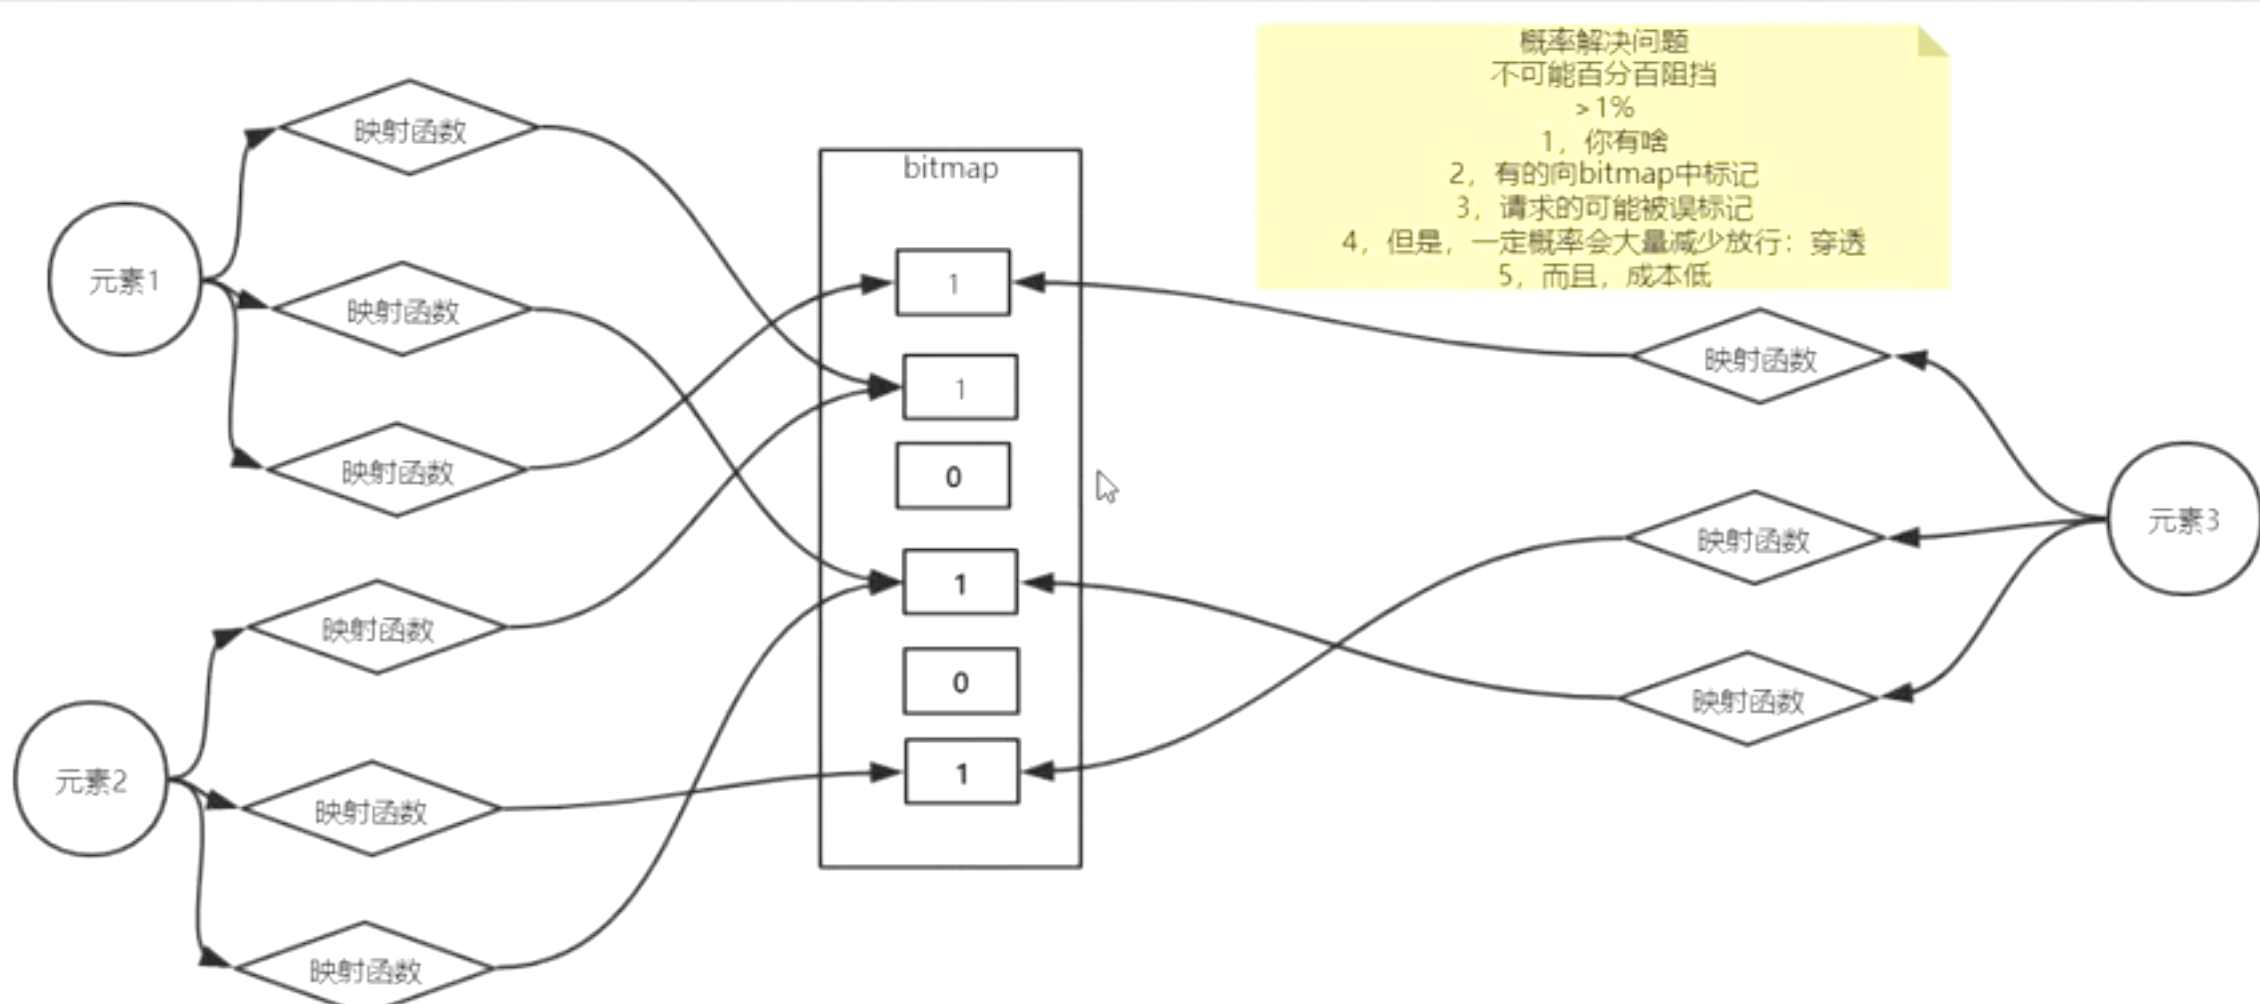 概率解决问题
不可能百分百阻挡
>1%
1，你有啥
2，有的向bitmap中标记
3，请求的可能被误标记
4，但是，一定概率会大量减少放行：穿透
5，而且，成本低
映射函数
映射函数
映射函数
元素1
映射函数
映射函数
映射函数
元素2
bitmap
1
1
0
1
0
1
映射函数
映射函数
映射函数
元素3